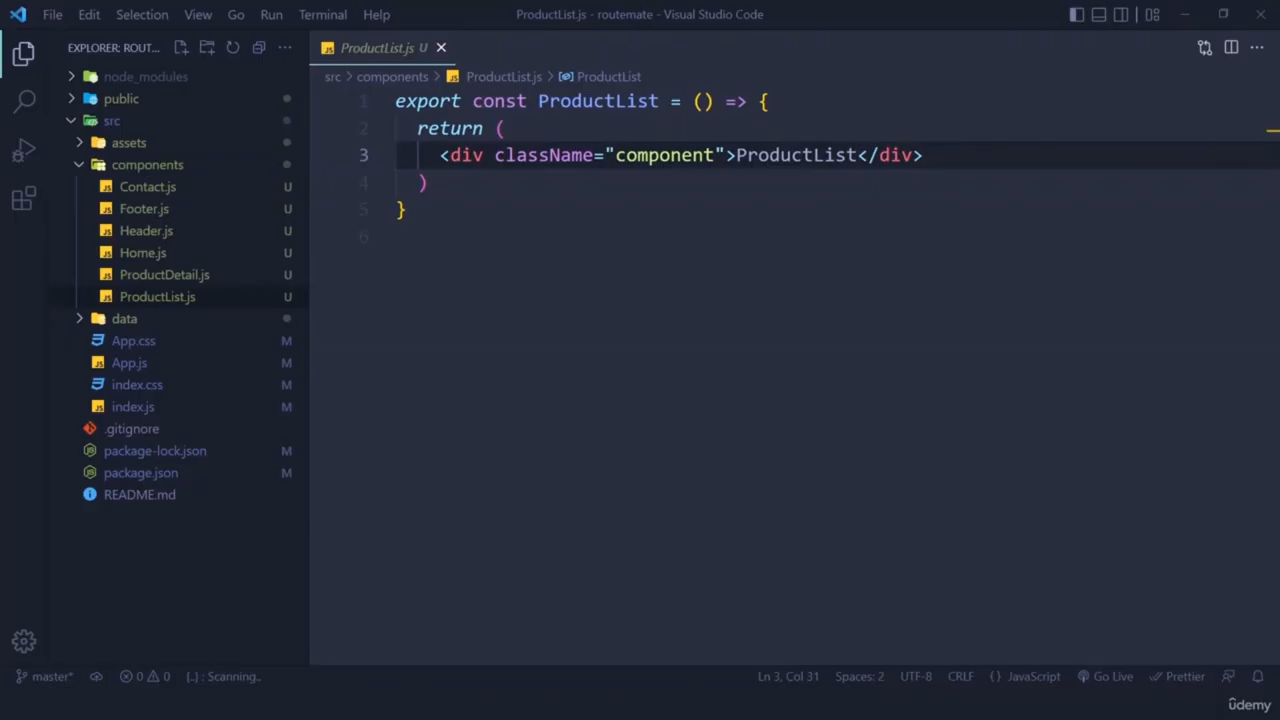 File Edit Selection View Go Run Terminal Help ProductList.js - routemate - Visual Studio Code
EXPLORER: ROUT...
node_modules
public
src
assets
components
Contact.js U
Footer.js U
Header.js U
Home.js U
ProductDetail.js U
ProductList.js U
data
App.css M
App.js M
index.css M
index.js M
.gitignore
package-lock.json M
package.json M
README.md
ProductList.js U
src > components > ProductList.js > ProductList
1 export const ProductList = () => {
2 return (
3 <div className="component">ProductList</div>
4 )
5 }
6
master* 0 0 {..} : Scanning.. Ln 3, Col 31 Spaces: 2 UTF-8 CRLF {} JavaScript Go Live Prettier
ûdemy